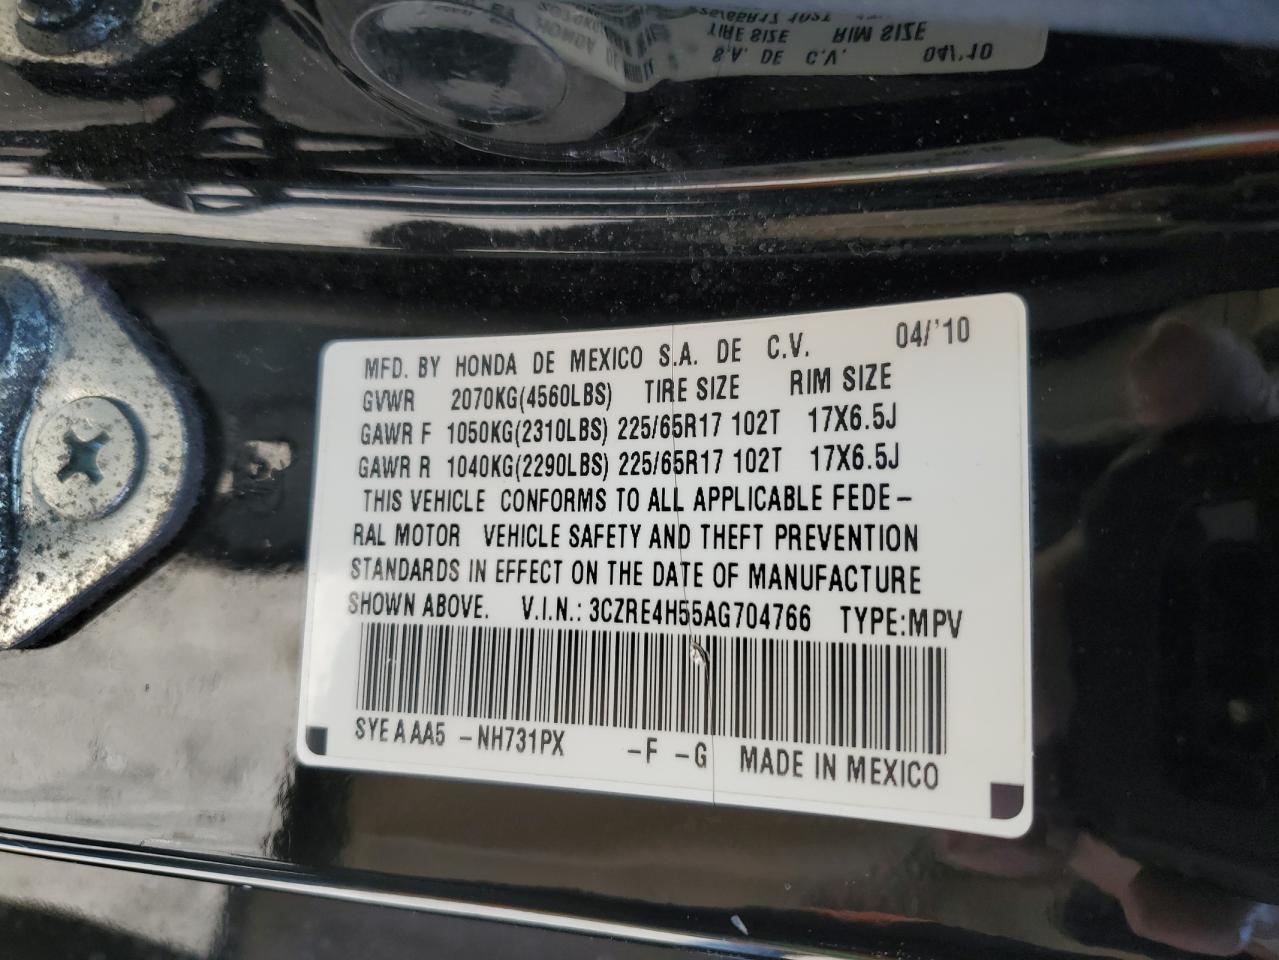 MFD. BY HONDA DE MEXICO S.A. DE C.V. 04/'10
GVWR 2070KG(4560LBS) TIRE SIZE RIM SIZE
GAWR F 1050KG(2310LBS) 225/65R17 102T 17X6.5J
GAWR R 1040KG(2290LBS) 225/65R17 102T 17X6.5J
THIS VEHICLE CONFORMS TO ALL APPLICABLE FEDE-
RAL MOTOR VEHICLE SAFETY AND THEFT PREVENTION
STANDARDS IN EFFECT ON THE DATE OF MANUFACTURE
SHOWN ABOVE. V.I.N.: 3CZRE4H55AG704766 TYPE:MPV
SYE A AA5 -NH731PX -F -G MADE IN MEXICO